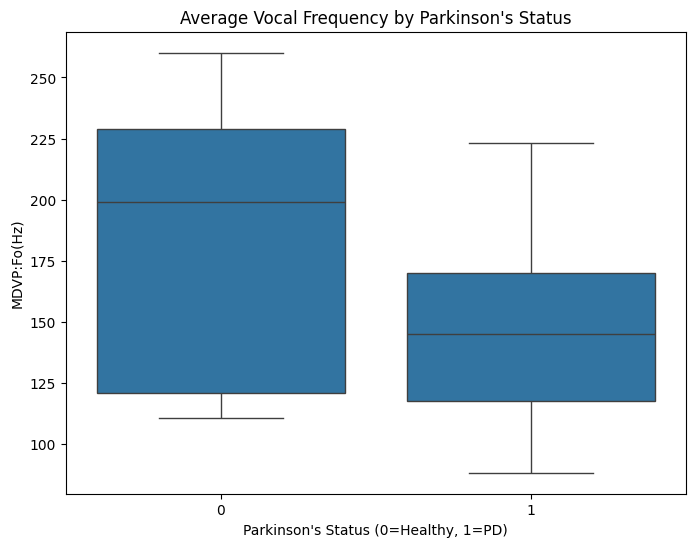 Average Vocal Frequency by Parkinson's Status
MDVP:Fo(Hz)
250
225
200
175
150
125
100
0 1
Parkinson's Status (0=Healthy, 1=PD)